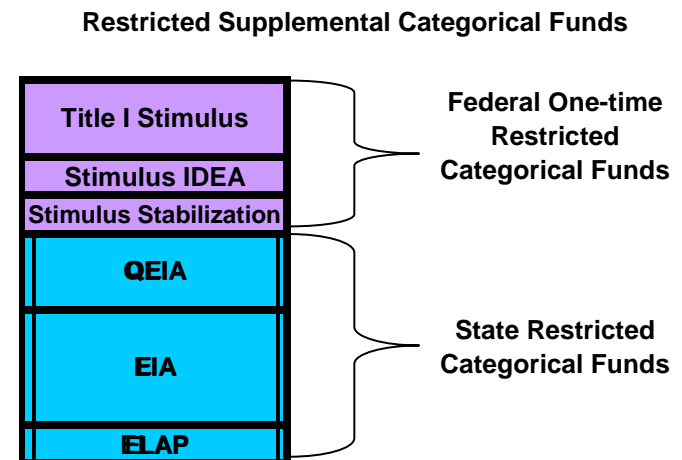 Restricted Supplemental Categorical Funds
Title I Stimulus
Stimulus IDEA
Stimulus Stabilization
Federal One-time
Restricted
Categorical Funds
QEIA
EIA
ELAP
State Restricted
Categorical Funds